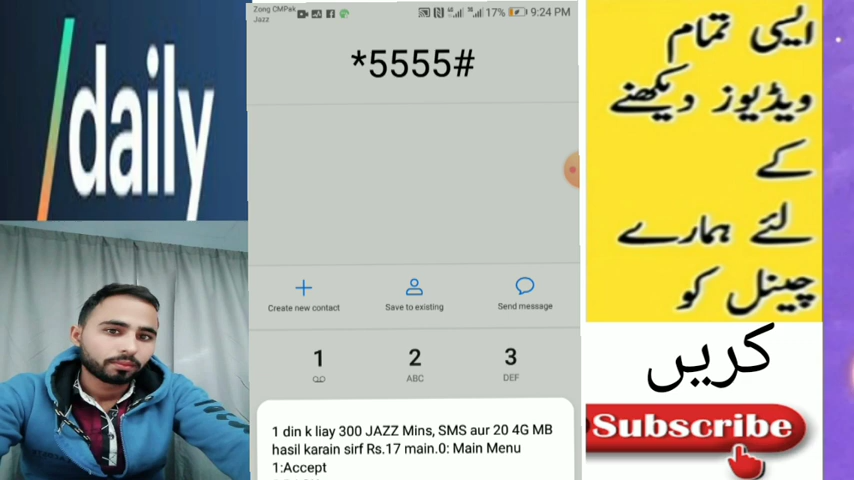 /daily
Zong CMPak
Jazz
17% 9:24 PM
*5555#
Create new contact
Save to existing
Send message
1
2
3
ABC
DEF
1 din k liay 300 JAZZ Mins, SMS aur 20 4G MB
hasil karain sirf Rs.17 main.0: Main Menu
1:Accept
ایسی تمام
ویڈیوز دیکھنے
کے
لئے ہمارے
چینل کو
کریں
Subscribe